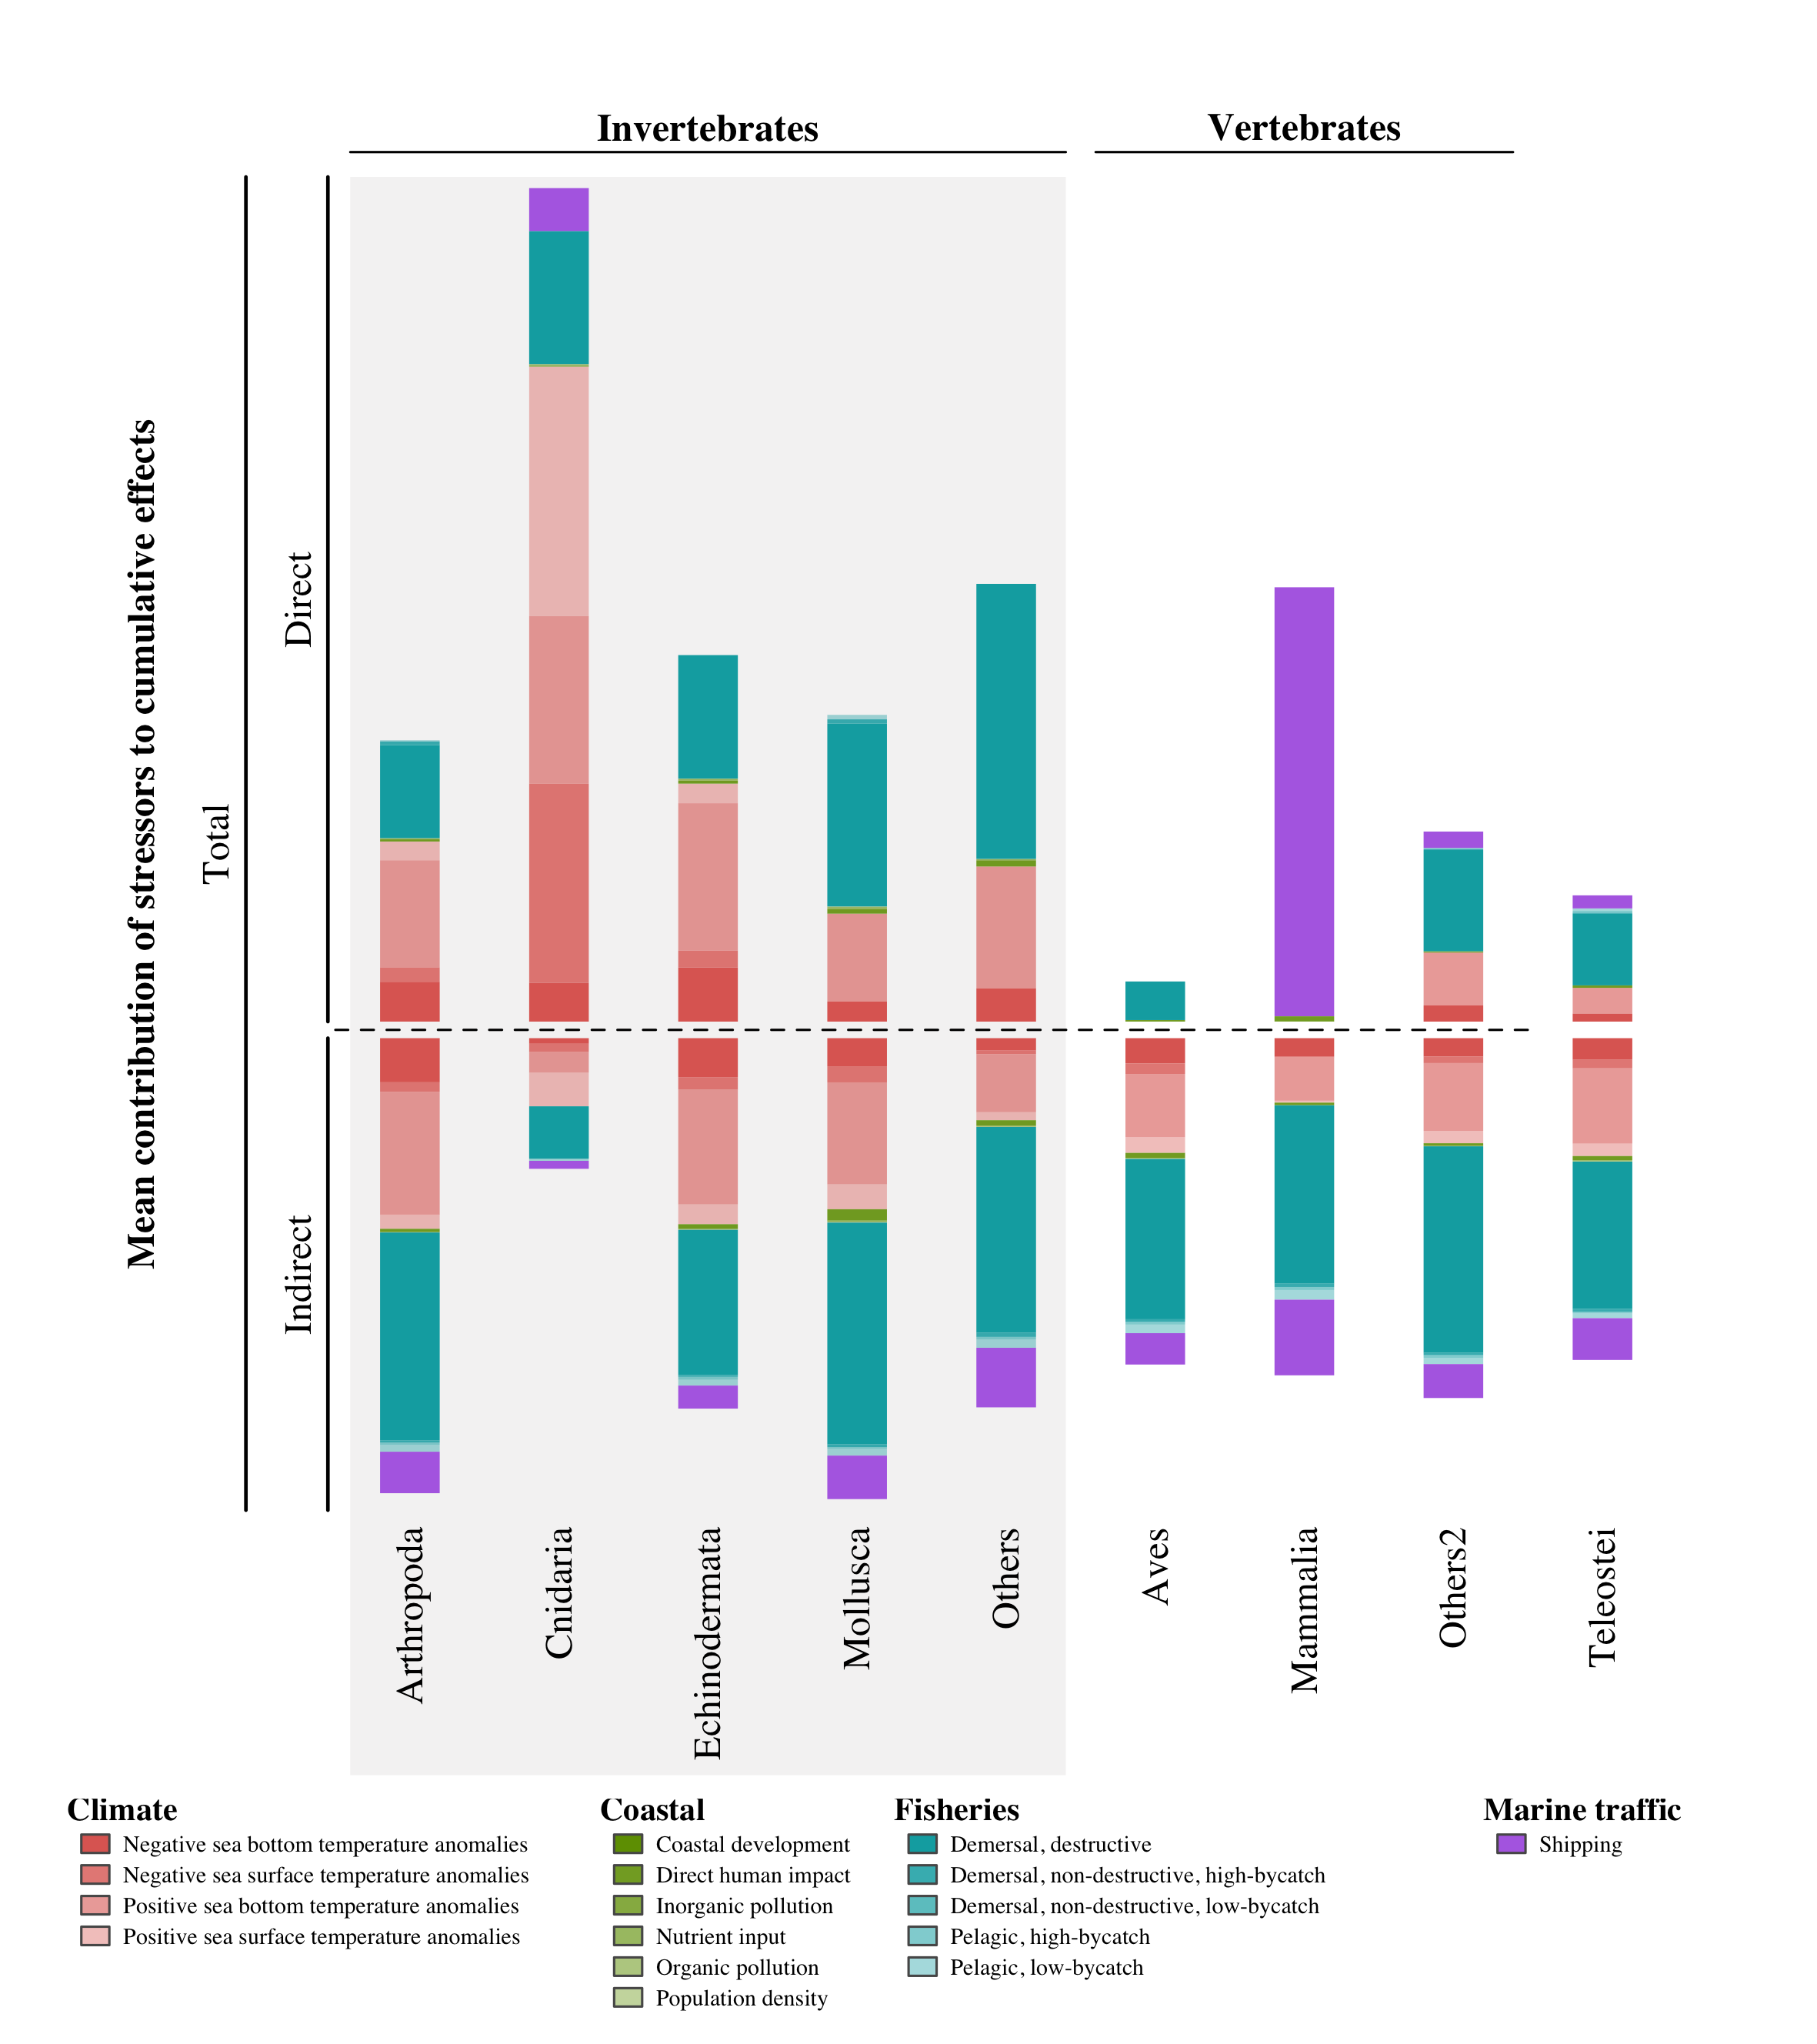 Invertebrates
Vertebrates
Mean contribution of stressors to cumulative effects
Total
Direct
Indirect
Arthropoda
Cnidaria
Echinodermata
Mollusca
Others
Aves
Mammalia
Others2
Teleostei
Climate
Negative sea bottom temperature anomalies
Negative sea surface temperature anomalies
Positive sea bottom temperature anomalies
Positive sea surface temperature anomalies
Coastal
Coastal development
Direct human impact
Inorganic pollution
Nutrient input
Organic pollution
Population density
Fisheries
Demersal, destructive
Demersal, non-destructive, high-bycatch
Demersal, non-destructive, low-bycatch
Pelagic, high-bycatch
Pelagic, low-bycatch
Marine traffic
Shipping